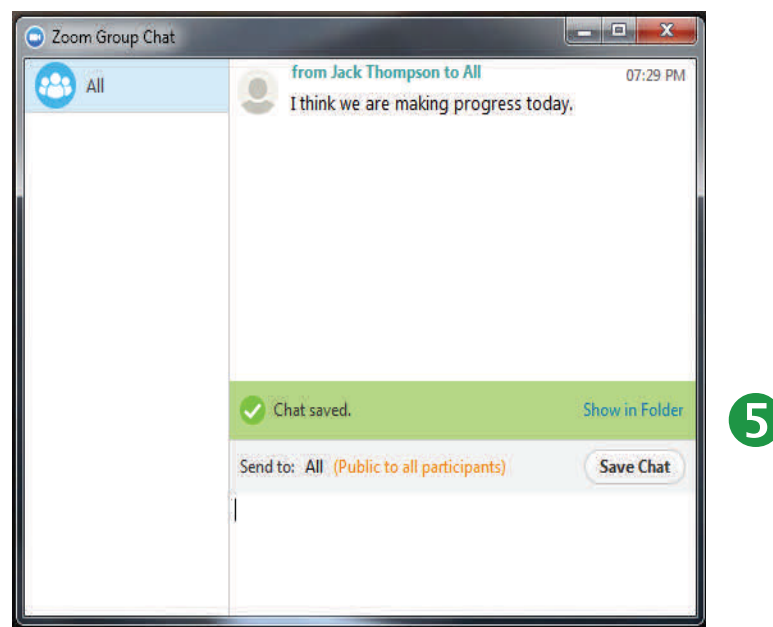 Zoom Group Chat
All
from Jack Thompson to All 07:29 PM
I think we are making progress today.
Chat saved. Show in Folder
5
Send to: All (Public to all participants) Save Chat